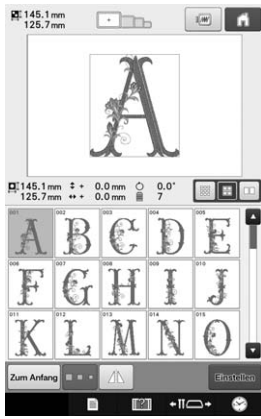 145.1 mm
125.7 mm
A
145.1 mm 0.0 mm 0.0°
125.7 mm 0.0 mm 7
001 002 003 004 005
A B C D E
006 007 008 009 010
F G H I J
011 012 013 014 015
K L M N O
Zum Anfang Einstellen